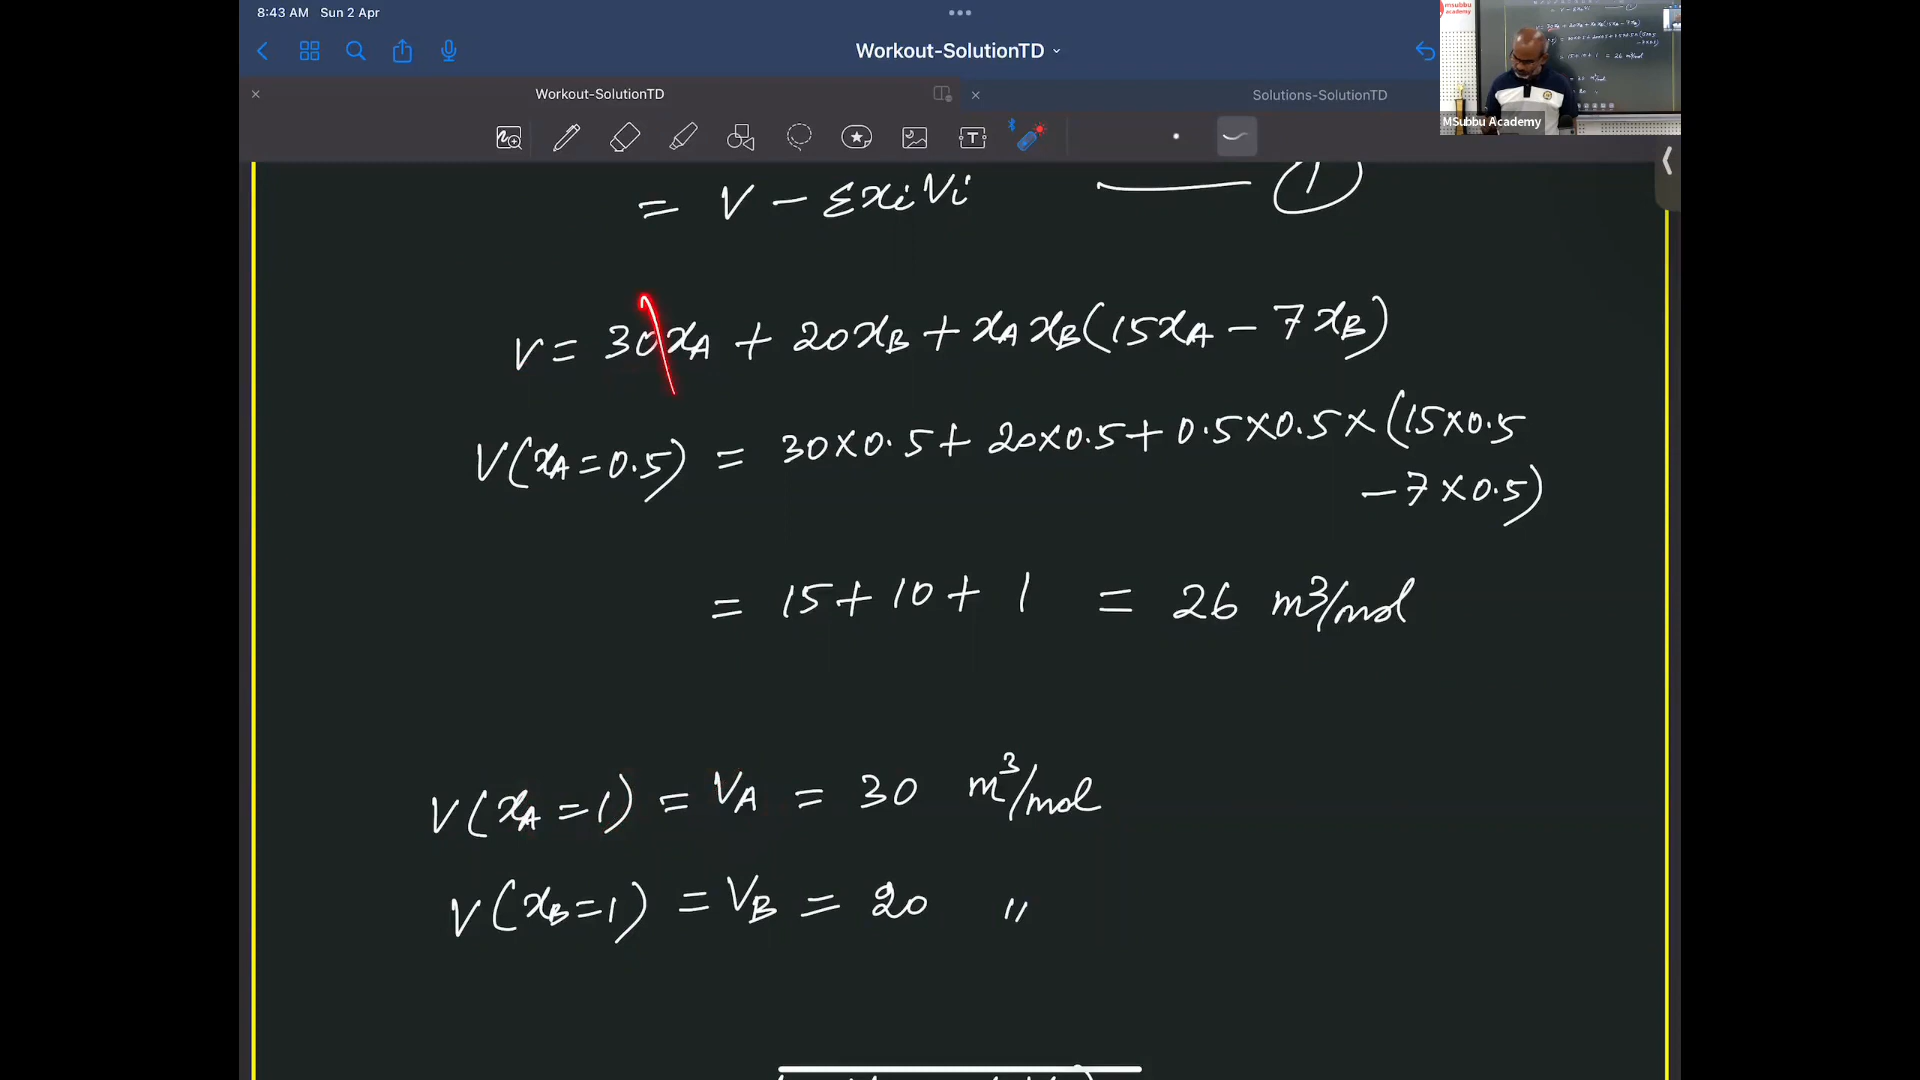 8:43 AM Sun 2 Apr
Workout-SolutionTD
Workout-SolutionTD
Solutions-SolutionTD
msubbu academy
MSubbu Academy
= V − Σxi Vi ——— 1
V = 30xA + 20xB + xA xB (15xA − 7xB)
V(xA = 0.5) = 30×0.5 + 20×0.5 + 0.5×0.5×(15×0.5
− 7×0.5)
= 15 + 10 + 1 = 26 m³/mol
V(xA = 1) = VA = 30 m³/mol
V(xB = 1) = VB = 20 "